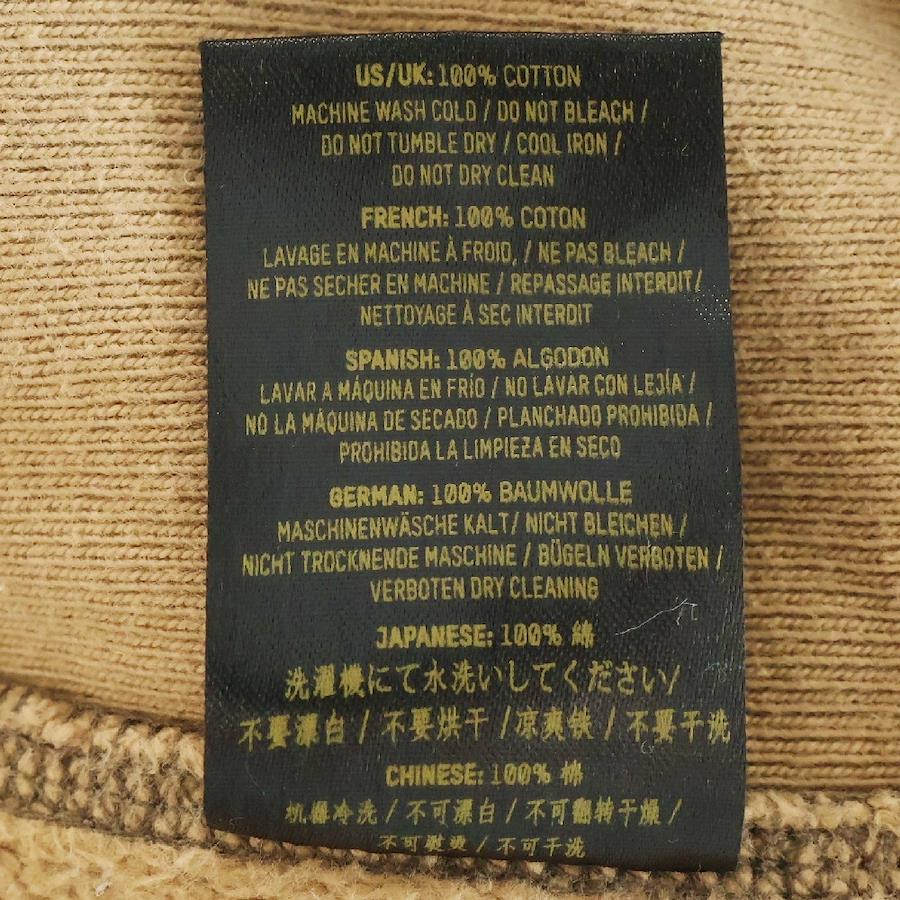 US/UK: 100% COTTON
MACHINE WASH COLD / DO NOT BLEACH /
DO NOT TUMBLE DRY / COOL IRON /
DO NOT DRY CLEAN
FRENCH: 100% COTON
LAVAGE EN MACHINE À FROID, / NE PAS BLEACH /
NE PAS SECHER EN MACHINE / REPASSAGE INTERDIT/
NETTOYAGE À SEC INTERDIT
SPANISH: 100% ALGODON
LAVAR A MÁQUINA EN FRÍO / NO LAVAR CON LEJÍA /
NO LA MÁQUINA DE SECADO / PLANCHADO PROHIBIDA /
PROHIBIDA LA LIMPIEZA EN SECO
GERMAN: 100% BAUMWOLLE
MASCHINENWÄSCHE KALT/ NICHT BLEICHEN /
NICHT TROCKNENDE MASCHINE / BÜGELN VERBOTEN /
VERBOTEN DRY CLEANING
JAPANESE: 100% 綿
洗濯機にて水洗いしてください/
不要漂白 / 不要烘干 /凉爽铁 / 不要干洗
CHINESE: 100% 棉
机器冷洗 / 不可漂白 / 不可翻转干燥 /
不可熨烫 / 不可干洗